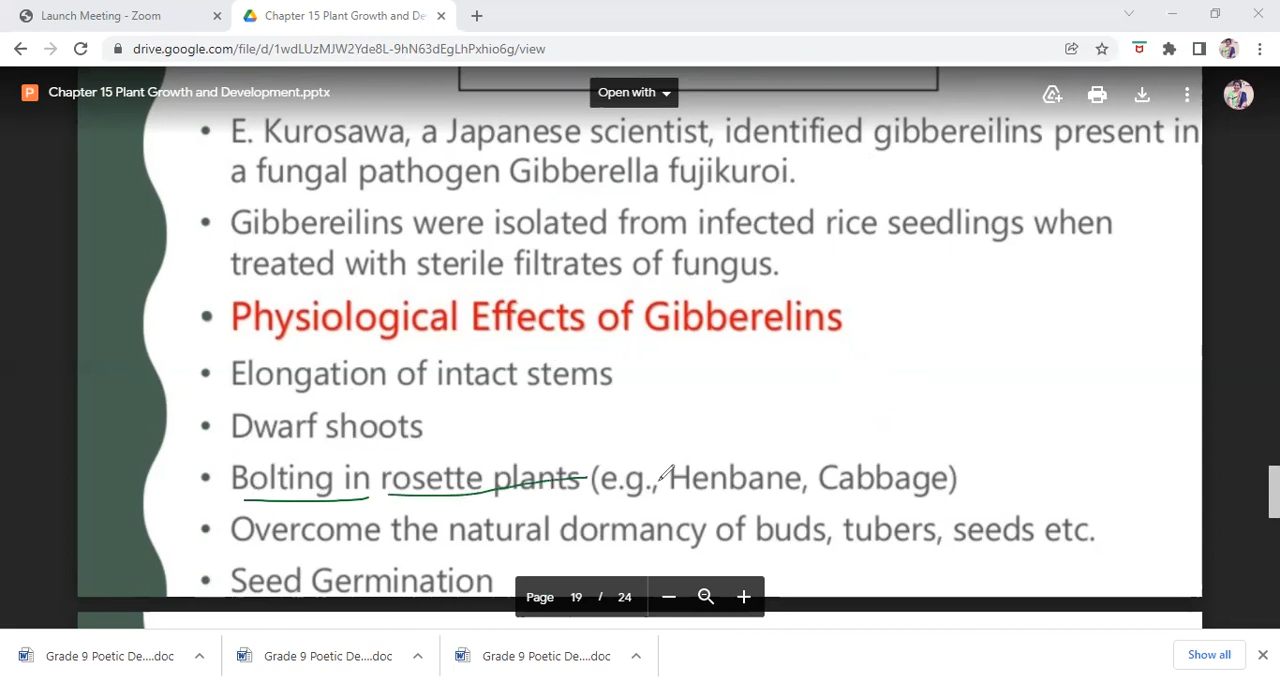 Launch Meeting - Zoom
Chapter 15 Plant Growth and De
drive.google.com/file/d/1wdLUzMJW2Yde8L-9hN63dEgLhPxhio6g/view
Chapter 15 Plant Growth and Development.pptx
Open with
• E. Kurosawa, a Japanese scientist, identified gibbereilins present in
a fungal pathogen Gibberella fujikuroi.
• Gibbereilins were isolated from infected rice seedlings when
treated with sterile filtrates of fungus.
• Physiological Effects of Gibberelins
• Elongation of intact stems
• Dwarf shoots
• Bolting in rosette plants (e.g., Henbane, Cabbage)
• Overcome the natural dormancy of buds, tubers, seeds etc.
• Seed Germination
Page 19 / 24
Grade 9 Poetic De....doc
Grade 9 Poetic De....doc
Grade 9 Poetic De....doc
Show all